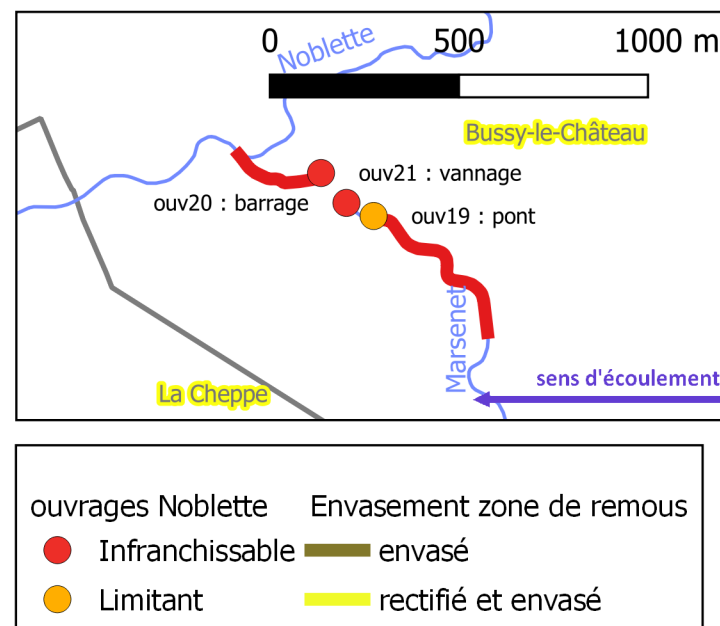 0 500 1000 m
Noblette
Bussy-le-Château
ouv21 : vannage
ouv20 : barrage
ouv19 : pont
Marsenet
sens d'écoulement
La Cheppe
ouvrages Noblette Envasement zone de remous
Infranchissable envasé
Limitant rectifié et envasé